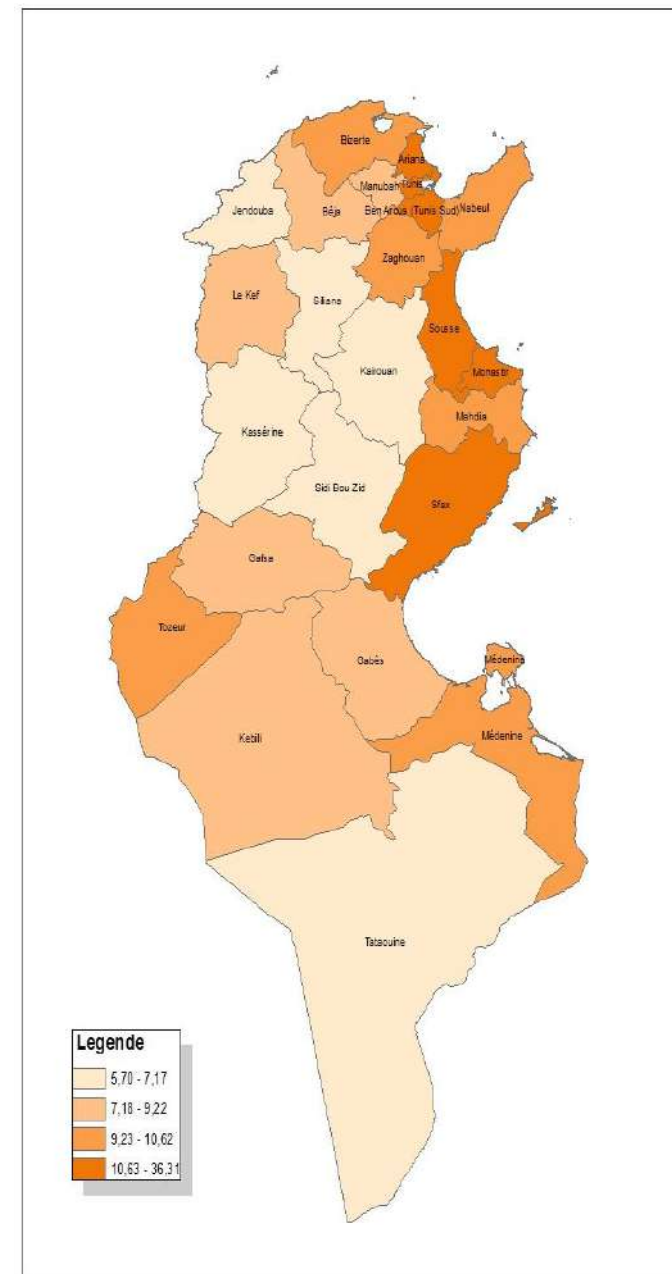 Bizerte
Ariana
Manubah
Tunis
Jendouba
Béja
Ben Arous (Tunis Sud)
Nabeul
Zaghouan
Le Kef
Siliana
Sousse
Kairouan
Monastir
Mahdia
Kassérine
Sidi Bou Zid
Sfax
Gafsa
Tozeur
Gabès
Médenine
Kebili
Médenine
Tataouine
Legende
5,70 - 7,17
7,18 - 9,22
9,23 - 10,62
10,63 - 36,31